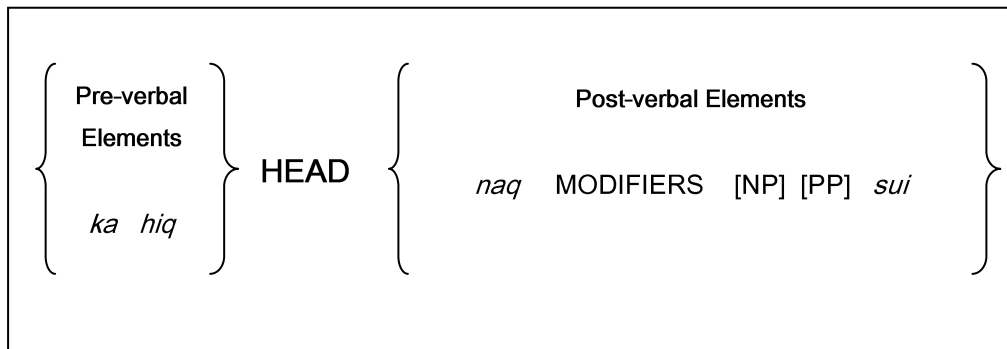 Pre-verbal
Elements
ka hiq
HEAD
Post-verbal Elements
naq MODIFIERS [NP] [PP] sui